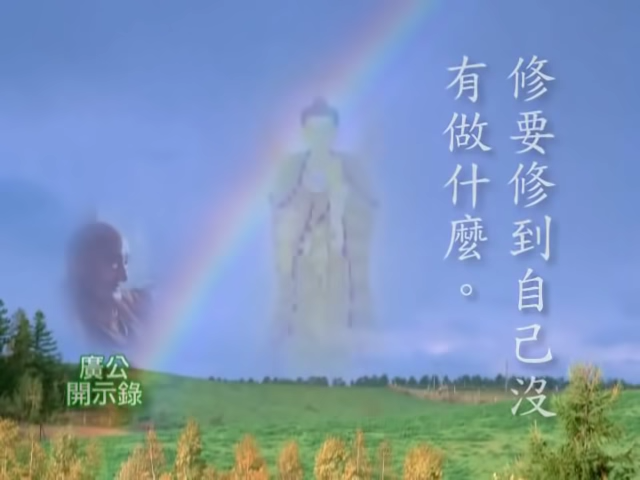 修要修到自己沒
有做什麼。
廣公
開示錄